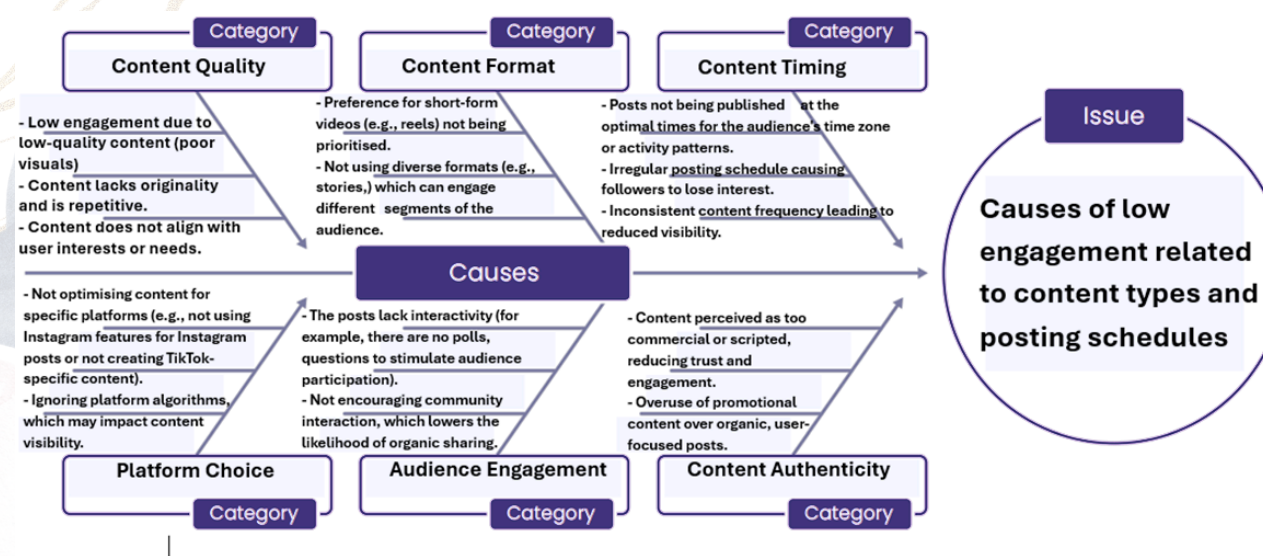 Category
Content Quality
- Low engagement due to
low-quality content (poor
visuals)
- Content lacks originality
and is repetitive.
- Content does not align with
user interests or needs.
Category
Content Format
- Preference for short-form
videos (e.g., reels) not being
prioritised.
- Not using diverse formats (e.g.,
stories,) which can engage
different segments of the
audience.
Category
Content Timing
- Posts not being published at the
optimal times for the audience's time zone
or activity patterns.
- Irregular posting schedule causing
followers to lose interest.
- Inconsistent content frequency leading to
reduced visibility.
Causes
Issue
Causes of low
engagement related
to content types and
posting schedules
- Not optimising content for
specific platforms (e.g., not using
Instagram features for Instagram
posts or not creating TikTok-
specific content).
- Ignoring platform algorithms,
which may impact content
visibility.
Platform Choice
Category
- The posts lack interactivity (for
example, there are no polls,
questions to stimulate audience
participation).
- Not encouraging community
interaction, which lowers the
likelihood of organic sharing.
Audience Engagement
Category
- Content perceived as too
commercial or scripted,
reducing trust and
engagement.
- Overuse of promotional
content over organic, user-
focused posts.
Content Authenticity
Category